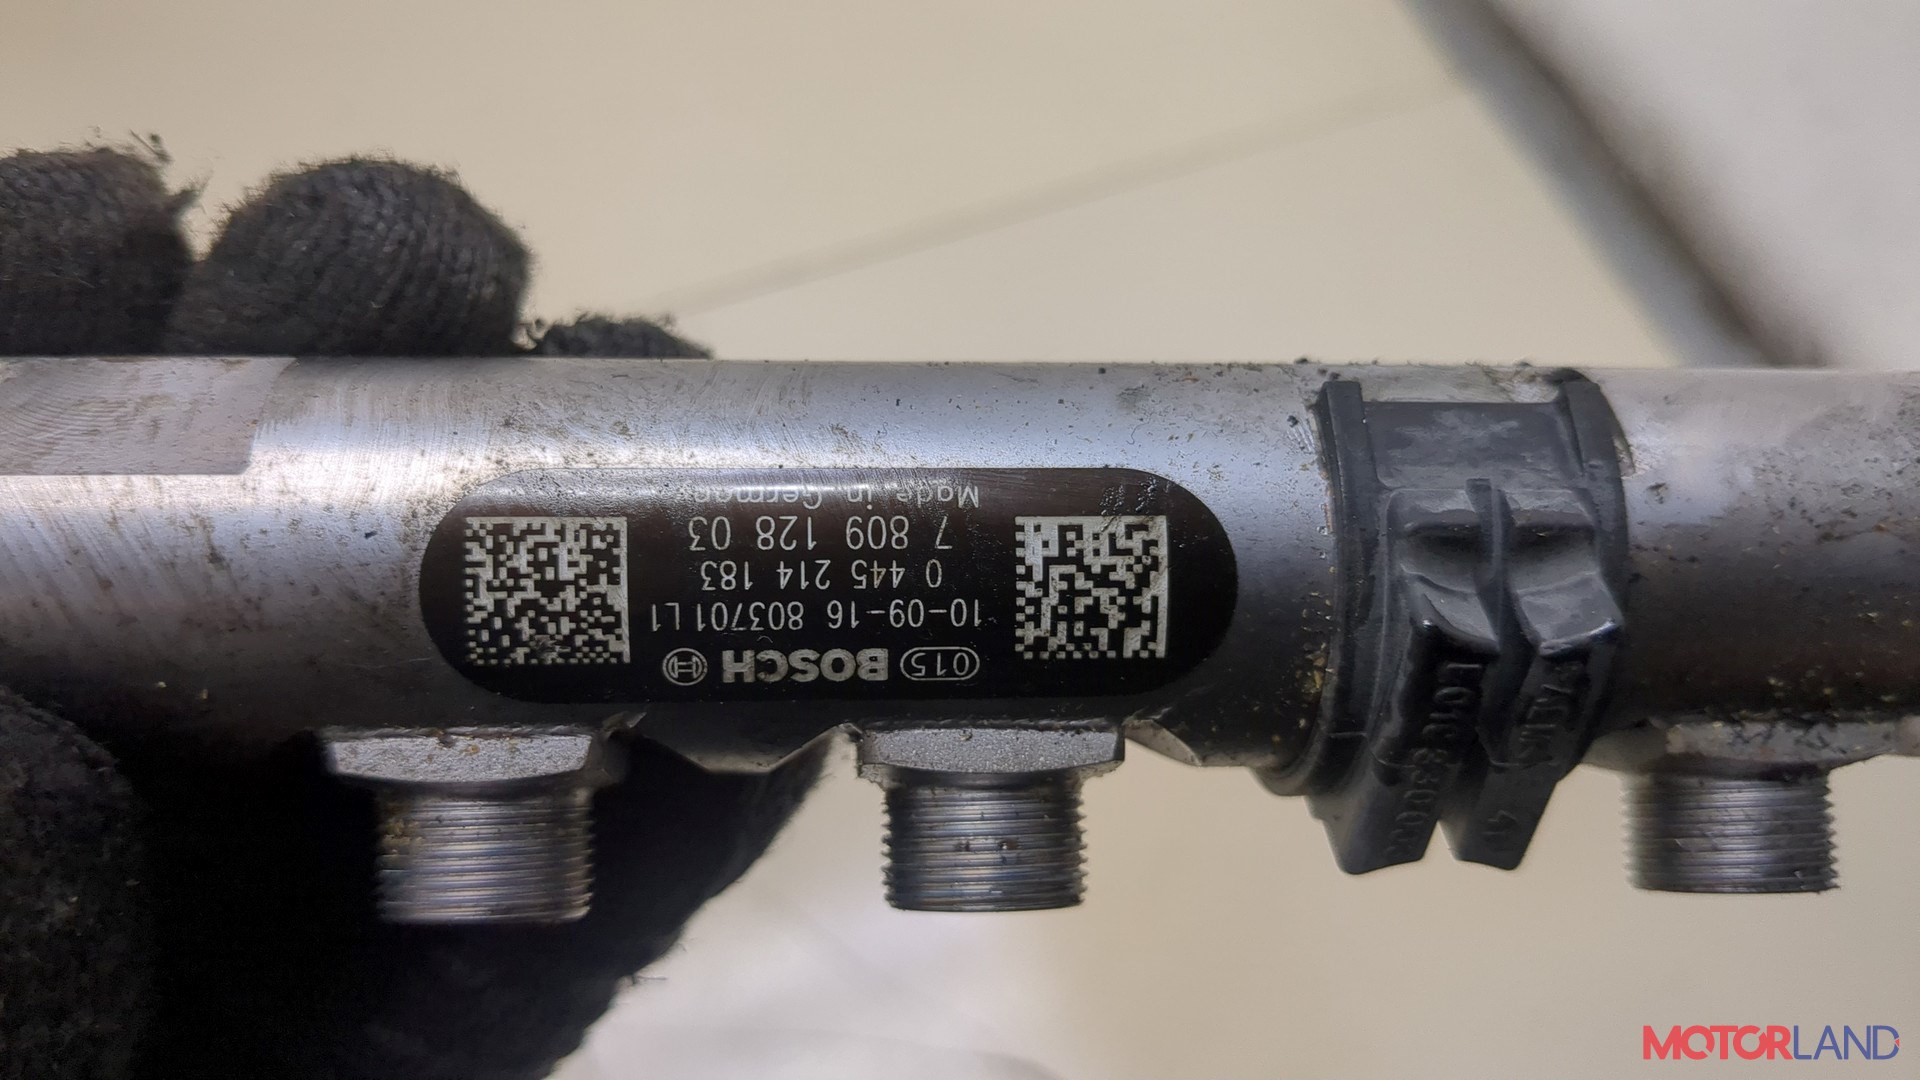 015 BOSCH
10-09-16 803701 L1
0 445 214 183
7 809 128 03
Made in Germany
MOTORLAND